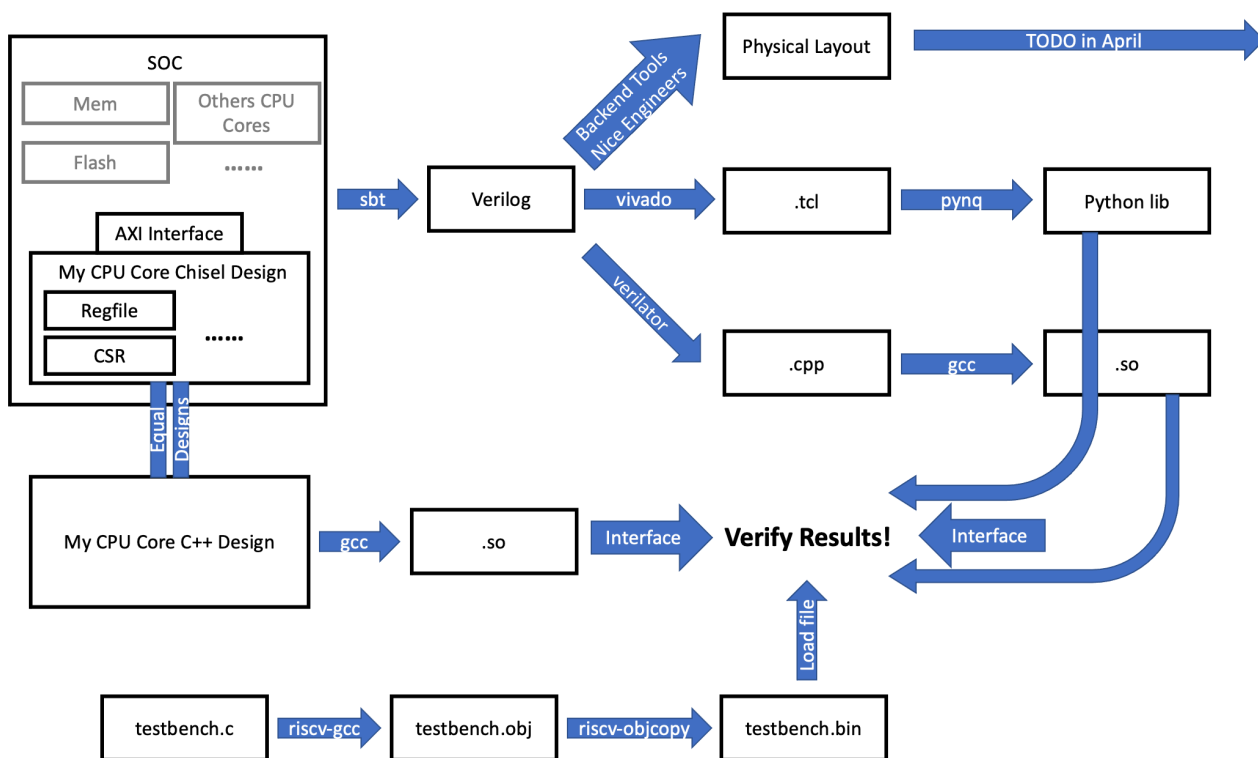 SOC
Mem
Others CPU
Cores
Flash
......
AXI Interface
My CPU Core Chisel Design
Regfile
......
CSR
Equal
Designs
My CPU Core C++ Design
sbt
Verilog
Backend Tools
Nice Engineers
Physical Layout
TODO in April
vivado
.tcl
pynq
Python lib
verilator
.cpp
gcc
.so
gcc
.so
Interface
Verify Results!
Interface
Load file
testbench.c
riscv-gcc
testbench.obj
riscv-objcopy
testbench.bin